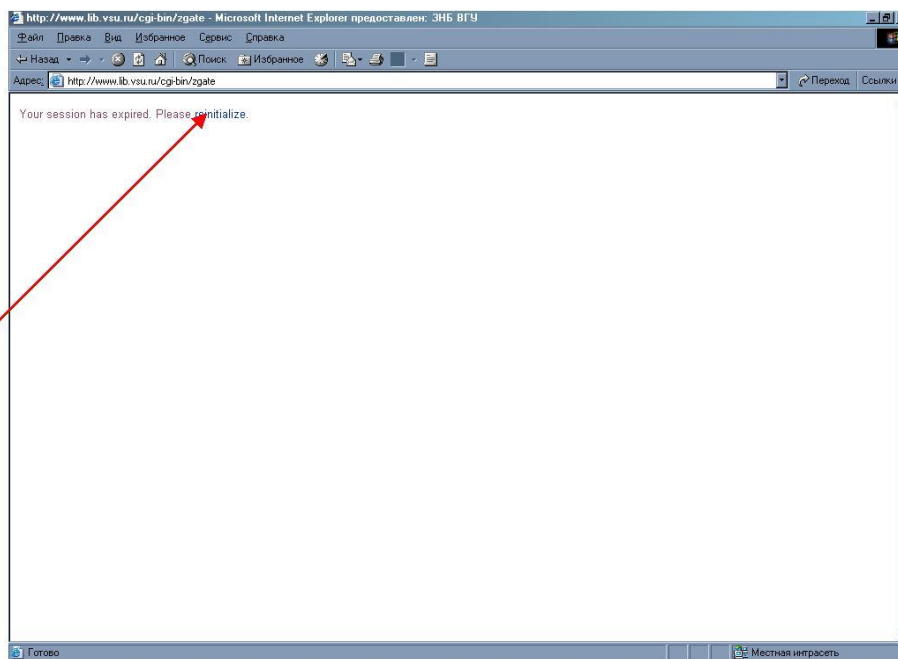 http://www.lib.vsu.ru/cgi-bin/zgate - Microsoft Internet Explorer предоставлен: ЗНБ ВГУ
Файл Правка Вид Избранное Сервис Справка
Назад Поиск Избранное
Адрес: http://www.lib.vsu.ru/cgi-bin/zgate Переход Ссылки
Your session has expired. Please reinitialize.
Готово Местная интрасеть